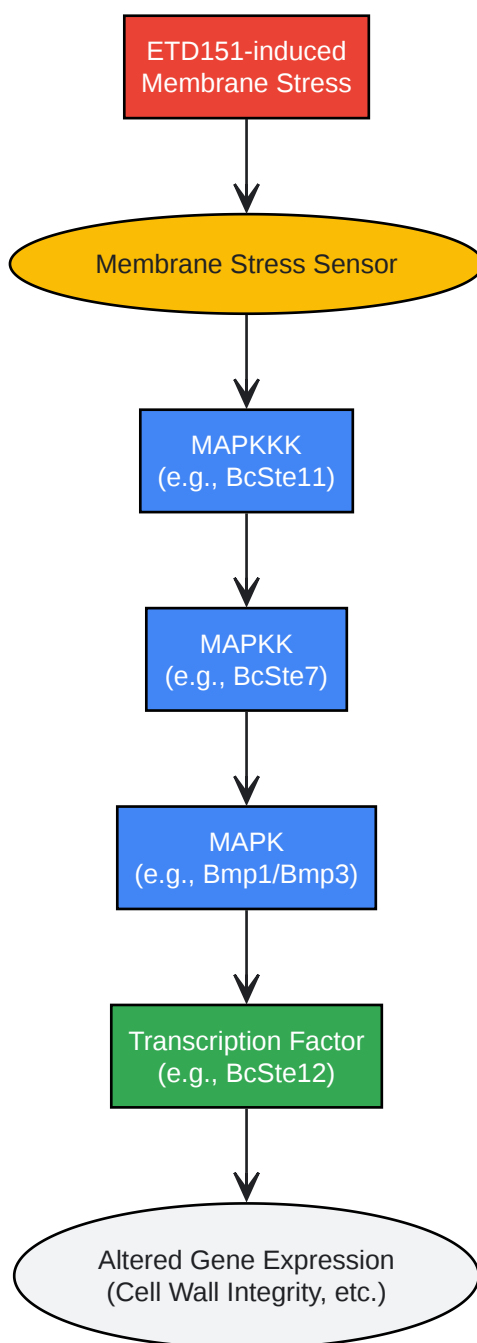 ETD151-induced
Membrane Stress
Membrane Stress Sensor
MAPKKK
(e.g., BcSte11)
MAPKK
(e.g., BcSte7)
MAPK
(e.g., Bmp1/Bmp3)
Transcription Factor
(e.g., BcSte12)
Altered Gene Expression
(Cell Wall Integrity, etc.)